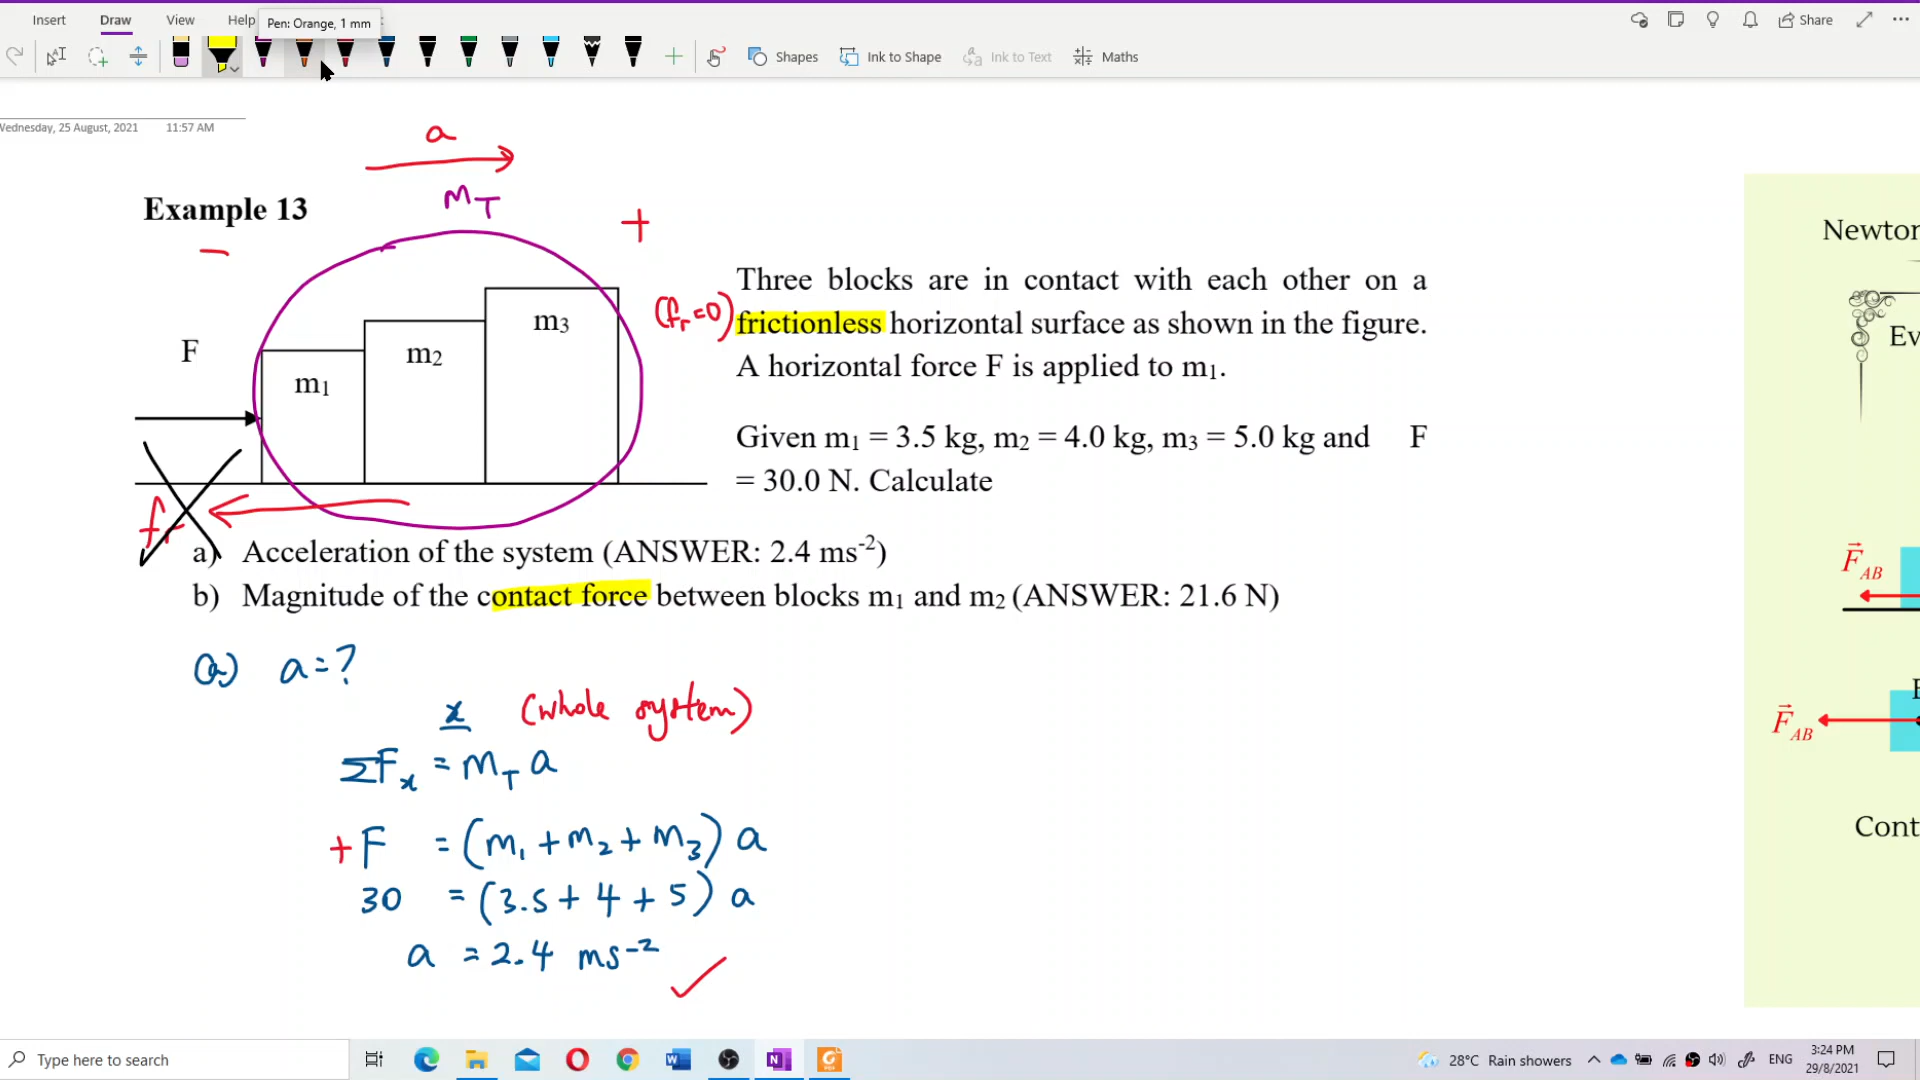 Insert Draw View Help
Pen: Orange, 1 mm
Share
Shapes Ink to Shape Ink to Text Maths
Wednesday, 25 August, 2021 11:57 AM
a
mT
Example 13
+
−
Three blocks are in contact with each other on a
(fr=0) frictionless horizontal surface as shown in the figure.
A horizontal force F is applied to m1.
F
m1
m2
m3
Given m1 = 3.5 kg, m2 = 4.0 kg, m3 = 5.0 kg and F
= 30.0 N. Calculate
fr
a) Acceleration of the system (ANSWER: 2.4 ms-2)
b) Magnitude of the contact force between blocks m1 and m2 (ANSWER: 21.6 N)
a) a=?
x (whole system)
ΣFx = mT a
+F = (m1 + m2 + m3) a
30 = (3.5 + 4 + 5) a
a = 2.4 ms-2
Newton
Ev
FAB
FAB
Cont
Type here to search
28°C Rain showers
ENG
3:24 PM
29/8/2021